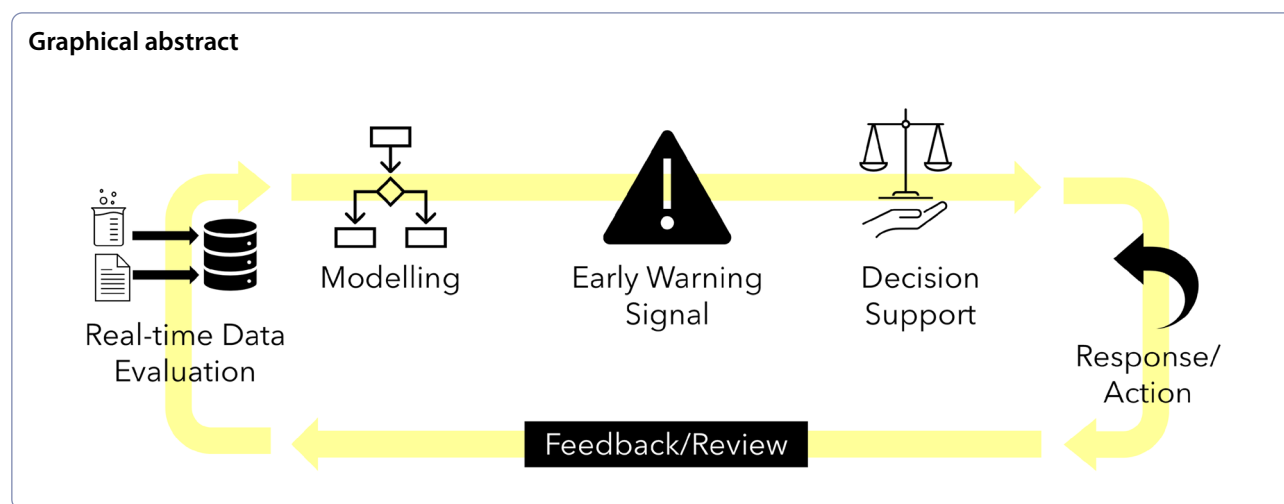 Graphical abstract
Modelling
Early Warning
Signal
Decision
Support
Real-time Data
Evaluation
Response/
Action
Feedback/Review